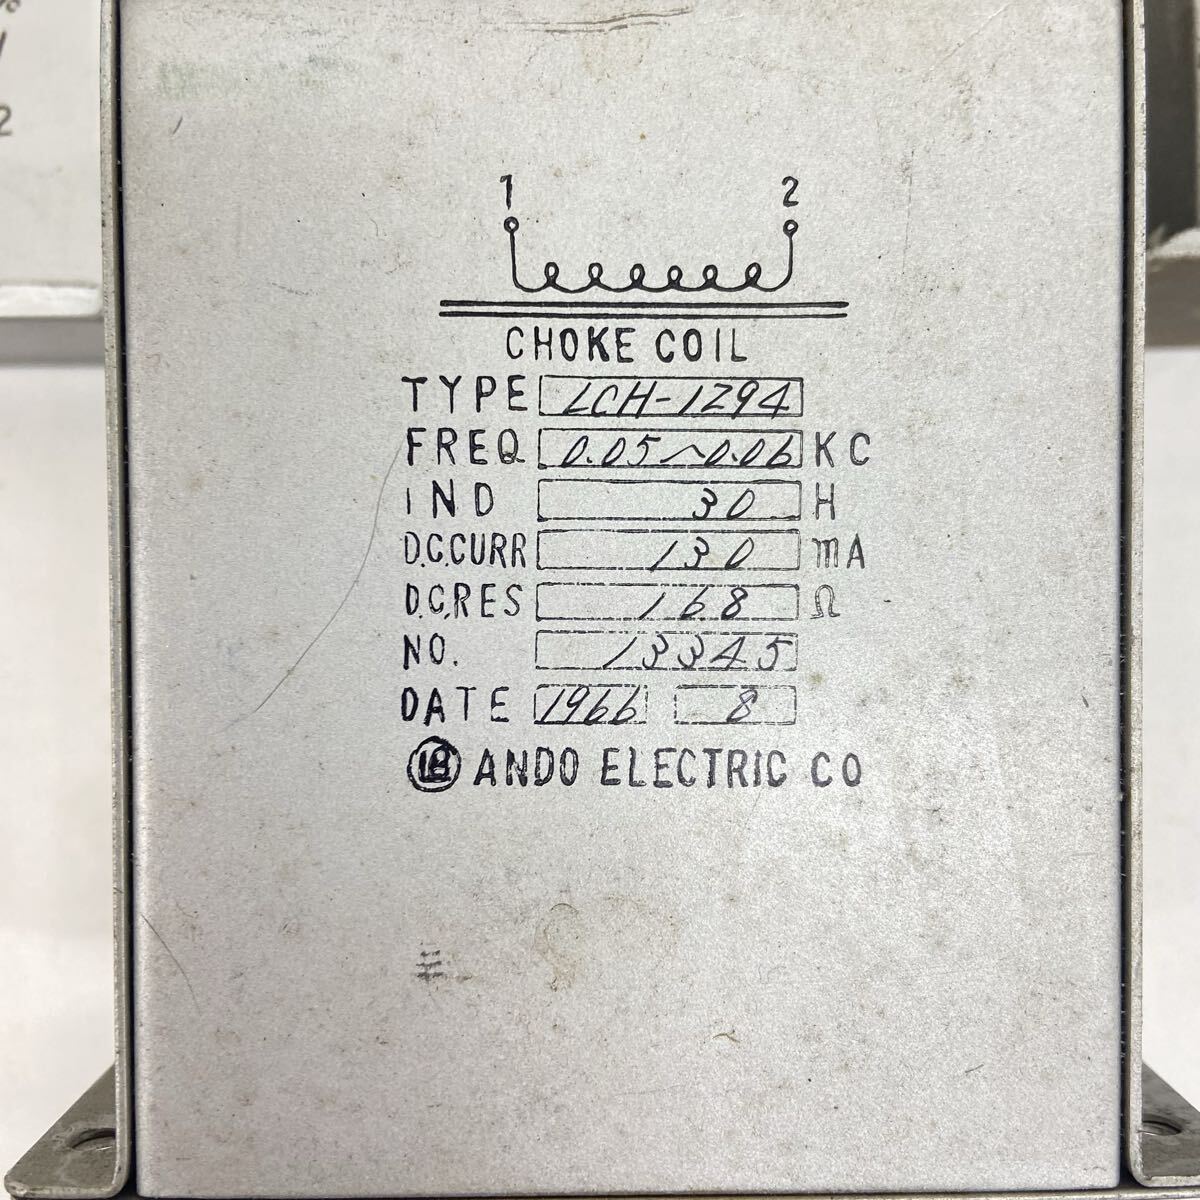 1 2
CHOKE COIL
TYPE LCH-1294
FREQ 0.05~0.06 KC
IND 30 H
D.C.CURR 130 mA
D.C.RES 168 Ω
NO. 13345
DATE 1966 8
ANDO ELECTRIC CO
2